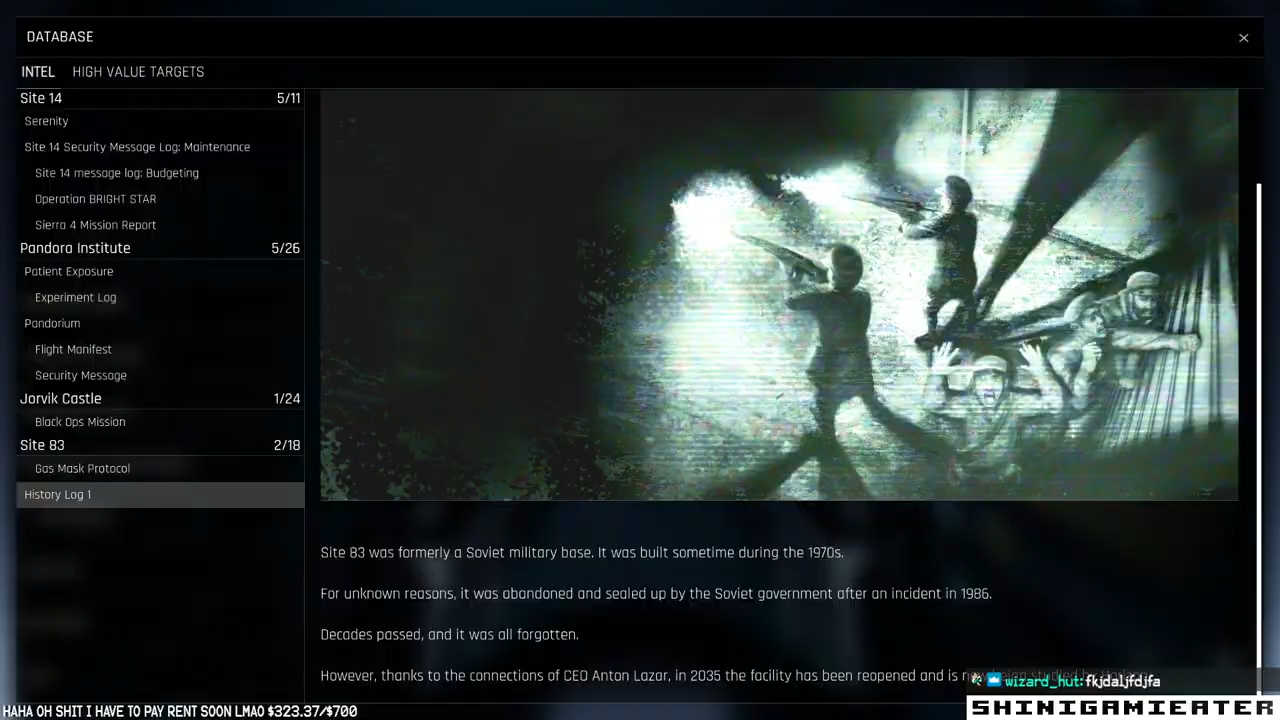 DATABASE
×
INTEL HIGH VALUE TARGETS
Site 14 5/11
Serenity
Site 14 Security Message Log: Maintenance
Site 14 message log: Budgeting
Operation BRIGHT STAR
Sierra 4 Mission Report
Pandora Institute 5/26
Patient Exposure
Experiment Log
Pandorium
Flight Manifest
Security Message
Jorvik Castle 1/24
Black Ops Mission
Site 83 2/18
Gas Mask Protocol
History Log 1
Site 83 was formerly a Soviet military base. It was built sometime during the 1970s.
For unknown reasons, it was abandoned and sealed up by the Soviet government after an incident in 1986.
Decades passed, and it was all forgotten.
However, thanks to the connections of CEO Anton Lazar, in 2035 the facility has been reopened and is
wizard_hut: fkjdaljfdjfa
HAHA OH SHIT I HAVE TO PAY RENT SOON LMAO $323.37/$700
SHINIGAMIEATER